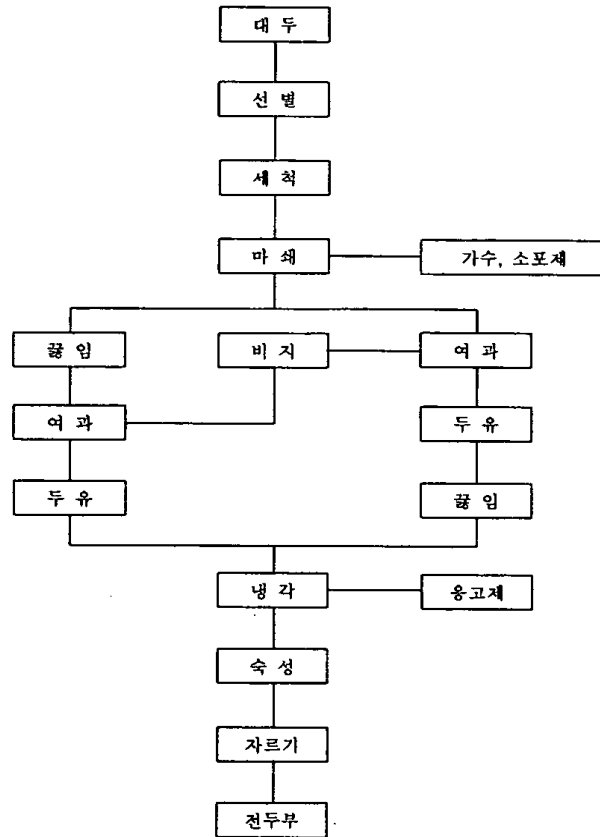 대 두
선 별
세 척
마 쇄
가수, 소포제
끓 임
비 지
여 과
여 과
두 유
두 유
끓 임
냉 각
응고제
숙 성
자르기
전두부